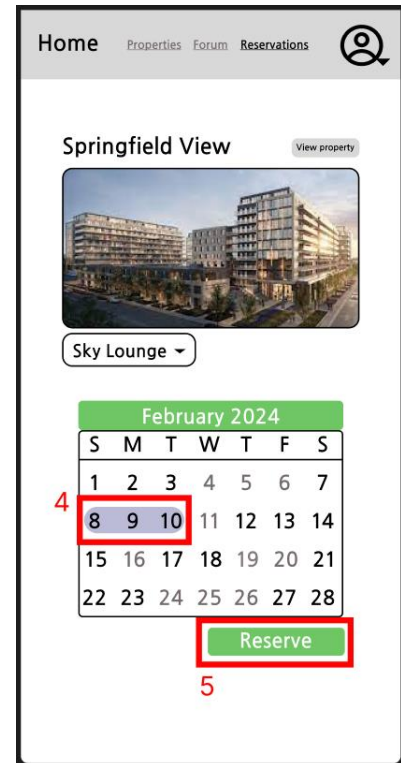 Home Properties Forum Reservations
Springfield View View property
Sky Lounge
February 2024
S M T W T F S
1 2 3 4 5 6 7
4
8 9 10 11 12 13 14
15 16 17 18 19 20 21
22 23 24 25 26 27 28
Reserve
5